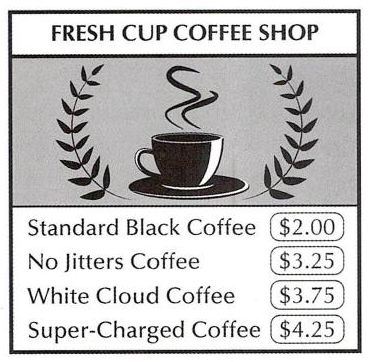 FRESH CUP COFFEE SHOP
Standard Black Coffee $2.00
No Jitters Coffee $3.25
White Cloud Coffee $3.75
Super-Charged Coffee $4.25